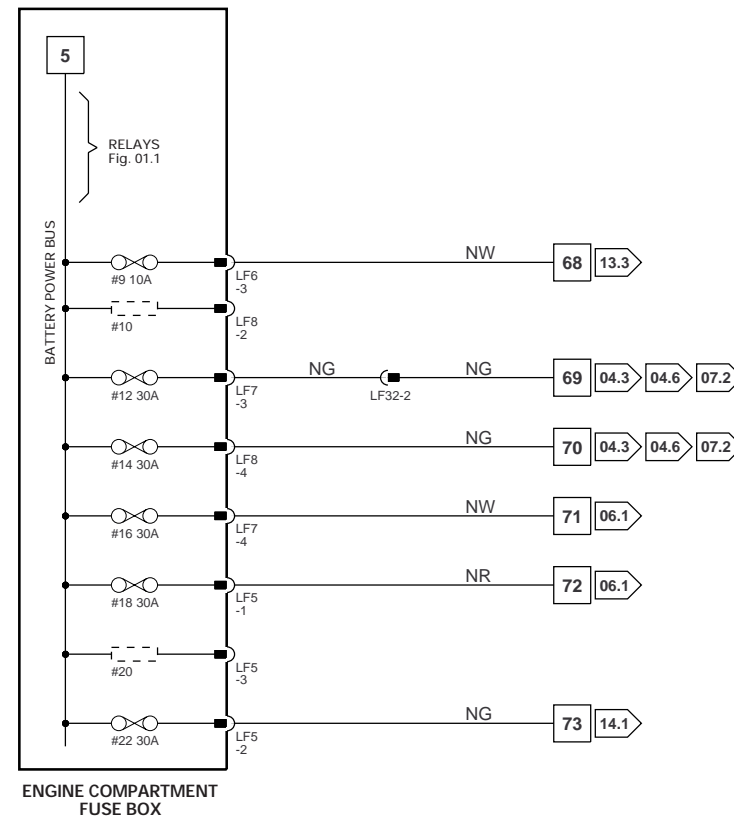 5
RELAYS
Fig. 01.1
BATTERY POWER BUS
#9 10A
LF6
-3
NW
68 13.3
#10
LF8
-2
#12 30A
LF7
-3
NG
LF32-2
NG
69 04.3 04.6 07.2
#14 30A
LF8
-4
NG
70 04.3 04.6 07.2
#16 30A
LF7
-4
NW
71 06.1
#18 30A
LF5
-1
NR
72 06.1
#20
LF5
-3
#22 30A
LF5
-2
NG
73 14.1
ENGINE COMPARTMENT
FUSE BOX